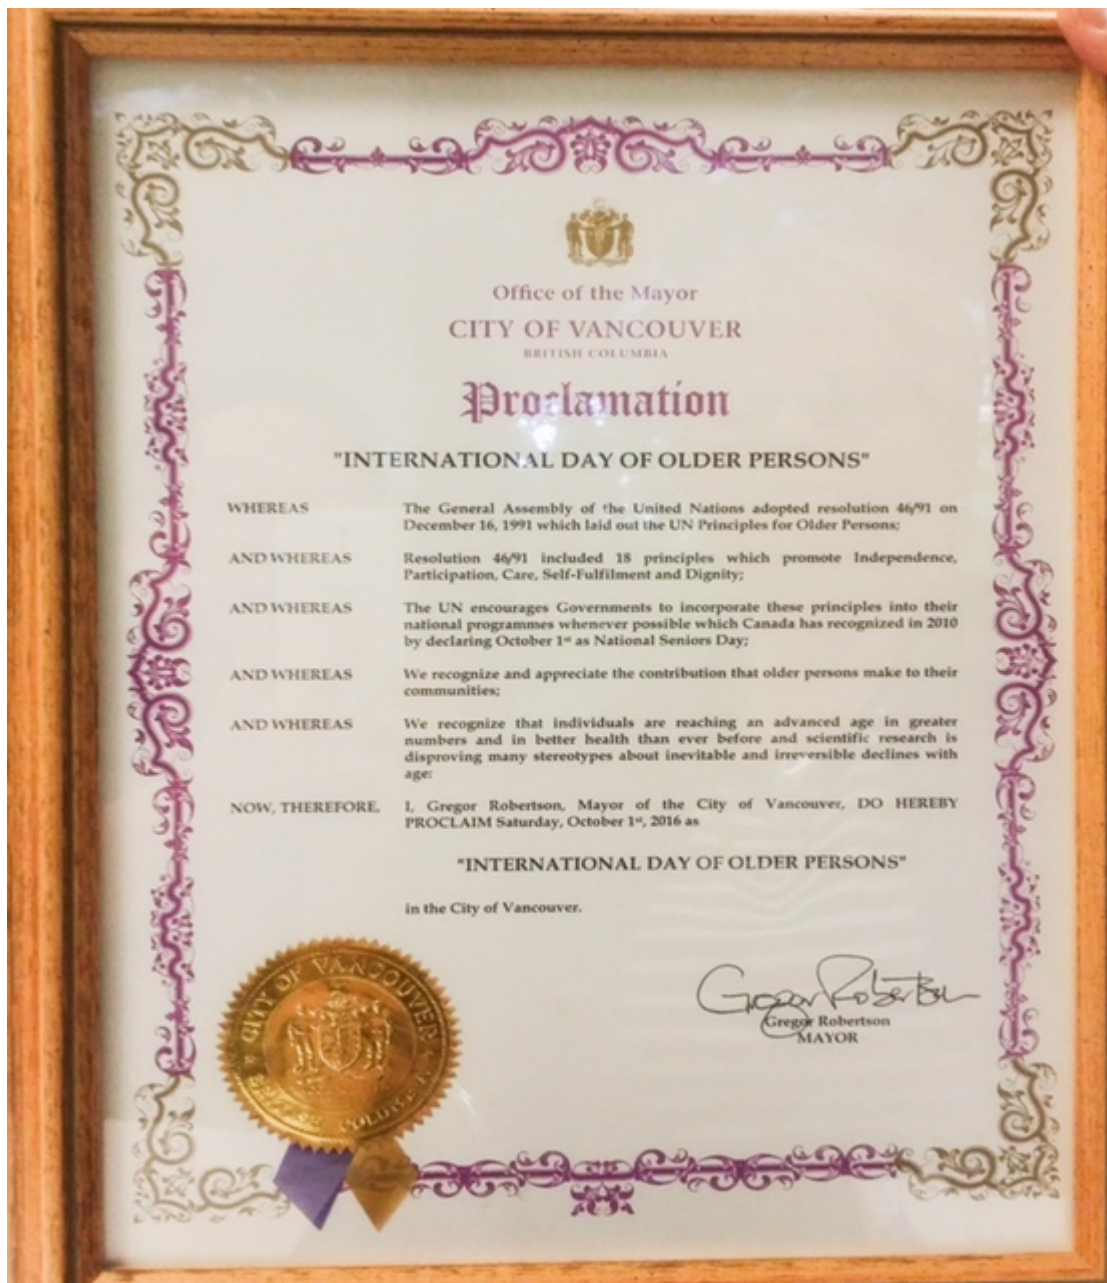 Office of the Mayor
CITY OF VANCOUVER
BRITISH COLUMBIA
Proclamation
"INTERNATIONAL DAY OF OLDER PERSONS"
WHEREAS The General Assembly of the United Nations adopted resolution 46/91 on
December 16, 1991 which laid out the UN Principles for Older Persons;
AND WHEREAS Resolution 46/91 included 18 principles which promote Independence,
Participation, Care, Self-Fulfilment and Dignity;
AND WHEREAS The UN encourages Governments to incorporate these principles into their
national programmes whenever possible which Canada has recognized in 2010
by declaring October 1st as National Seniors Day;
AND WHEREAS We recognize and appreciate the contribution that older persons make to their
communities;
AND WHEREAS We recognize that individuals are reaching an advanced age in greater
numbers and in better health than ever before and scientific research is
disproving many stereotypes about inevitable and irreversible declines with
age:
NOW, THEREFORE, I, Gregor Robertson, Mayor of the City of Vancouver, DO HEREBY
PROCLAIM Saturday, October 1st, 2016 as
"INTERNATIONAL DAY OF OLDER PERSONS"
in the City of Vancouver.
CITY OF VANCOUVER
BRITISH COLUMBIA
Gregor Robertson
Gregor Robertson
MAYOR